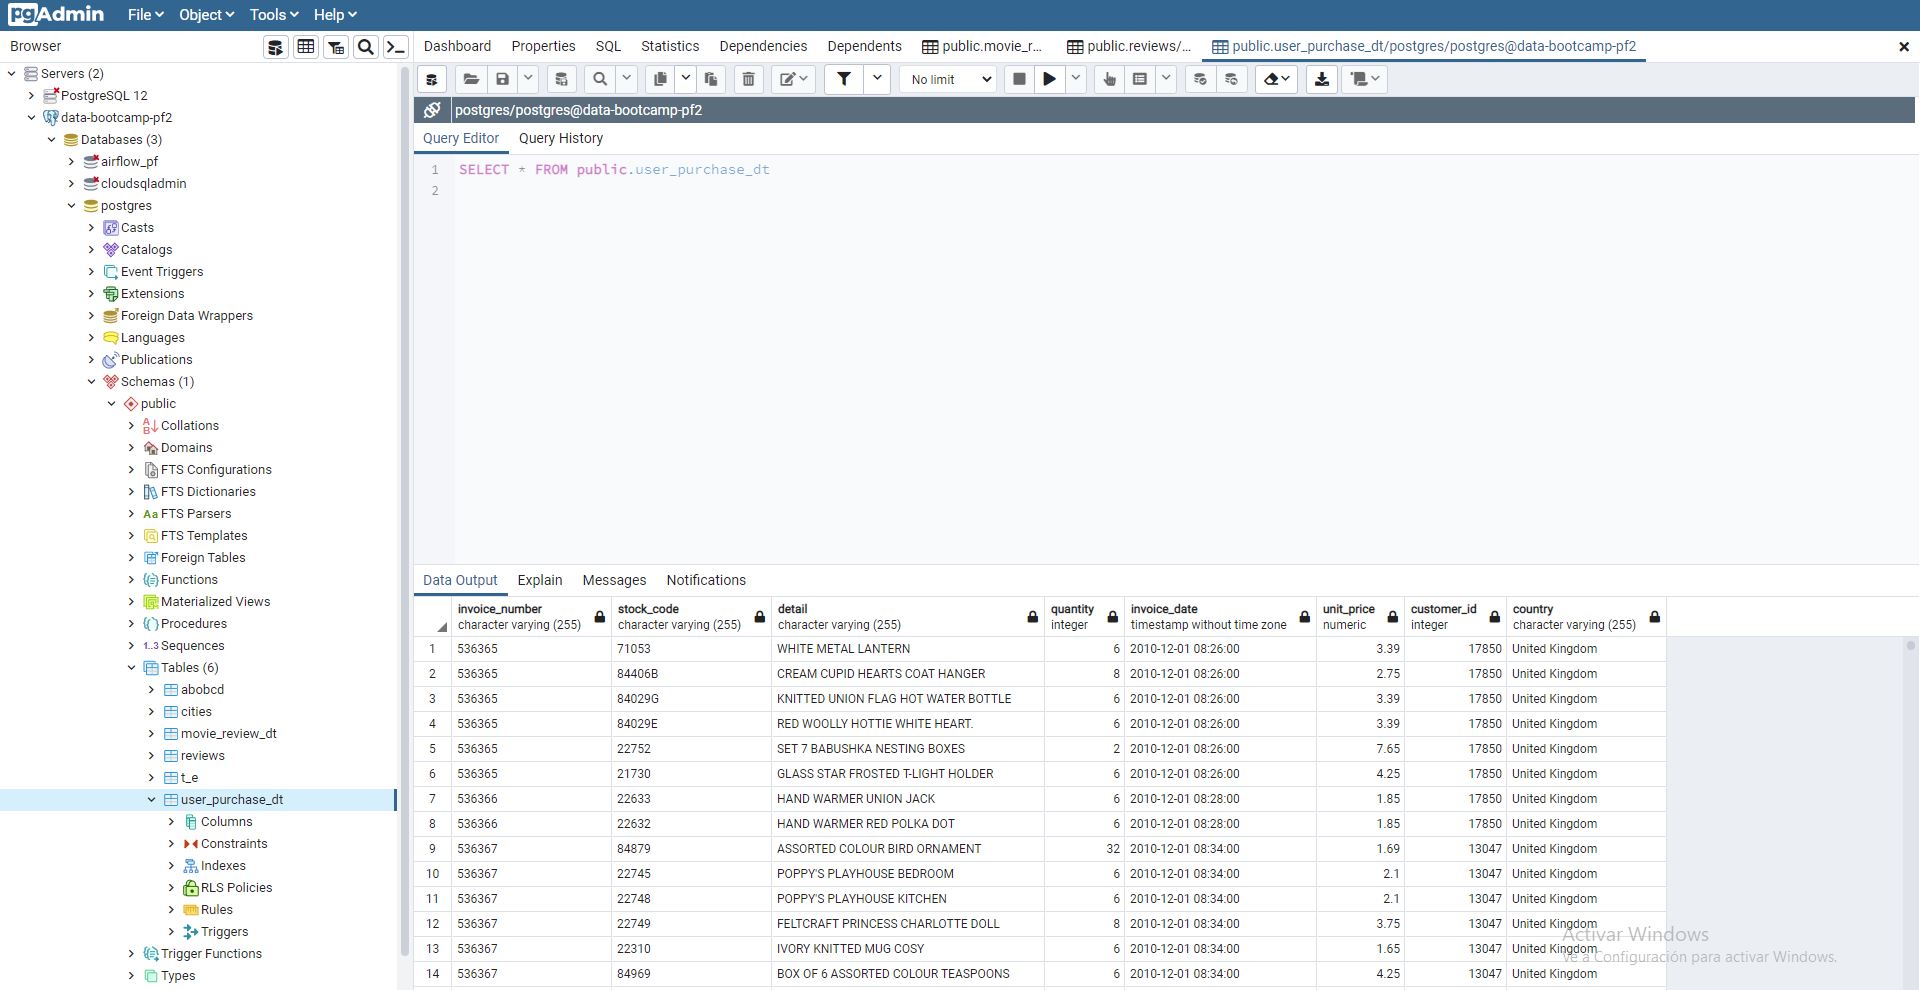 pgAdmin File Object Tools Help
Browser
Dashboard Properties SQL Statistics Dependencies Dependents public.movie_r... public.reviews/... public.user_purchase_dt/postgres/postgres@data-bootcamp-pf2
Servers (2)
PostgreSQL 12
data-bootcamp-pf2
Databases (3)
airflow_pf
cloudsqladmin
postgres
Casts
Catalogs
Event Triggers
Extensions
Foreign Data Wrappers
Languages
Publications
Schemas (1)
public
Collations
Domains
FTS Configurations
FTS Dictionaries
Aa FTS Parsers
FTS Templates
Foreign Tables
Functions
Materialized Views
Procedures
1..3 Sequences
Tables (6)
abobcd
cities
movie_review_dt
reviews
t_e
user_purchase_dt
Columns
Constraints
Indexes
RLS Policies
Rules
Triggers
Trigger Functions
Types
No limit
postgres/postgres@data-bootcamp-pf2
Query Editor Query History
1 SELECT * FROM public.user_purchase_dt
2
Data Output Explain Messages Notifications
invoice_number stock_code detail quantity invoice_date unit_price customer_id country
character varying (255) character varying (255) character varying (255) integer timestamp without time zone numeric integer character varying (255)
1 536365 71053 WHITE METAL LANTERN 6 2010-12-01 08:26:00 3.39 17850 United Kingdom
2 536365 84406B CREAM CUPID HEARTS COAT HANGER 8 2010-12-01 08:26:00 2.75 17850 United Kingdom
3 536365 84029G KNITTED UNION FLAG HOT WATER BOTTLE 6 2010-12-01 08:26:00 3.39 17850 United Kingdom
4 536365 84029E RED WOOLLY HOTTIE WHITE HEART. 6 2010-12-01 08:26:00 3.39 17850 United Kingdom
5 536365 22752 SET 7 BABUSHKA NESTING BOXES 2 2010-12-01 08:26:00 7.65 17850 United Kingdom
6 536365 21730 GLASS STAR FROSTED T-LIGHT HOLDER 6 2010-12-01 08:26:00 4.25 17850 United Kingdom
7 536366 22633 HAND WARMER UNION JACK 6 2010-12-01 08:28:00 1.85 17850 United Kingdom
8 536366 22632 HAND WARMER RED POLKA DOT 6 2010-12-01 08:28:00 1.85 17850 United Kingdom
9 536367 84879 ASSORTED COLOUR BIRD ORNAMENT 32 2010-12-01 08:34:00 1.69 13047 United Kingdom
10 536367 22745 POPPY'S PLAYHOUSE BEDROOM 6 2010-12-01 08:34:00 2.1 13047 United Kingdom
11 536367 22748 POPPY'S PLAYHOUSE KITCHEN 6 2010-12-01 08:34:00 2.1 13047 United Kingdom
12 536367 22749 FELTCRAFT PRINCESS CHARLOTTE DOLL 8 2010-12-01 08:34:00 3.75 13047 United Kingdom
13 536367 22310 IVORY KNITTED MUG COSY 6 2010-12-01 08:34:00 1.65 13047 United Kingdom
14 536367 84969 BOX OF 6 ASSORTED COLOUR TEASPOONS 6 2010-12-01 08:34:00 4.25 13047 United Kingdom
Activar Windows
Ve a Configuración para activar Windows.